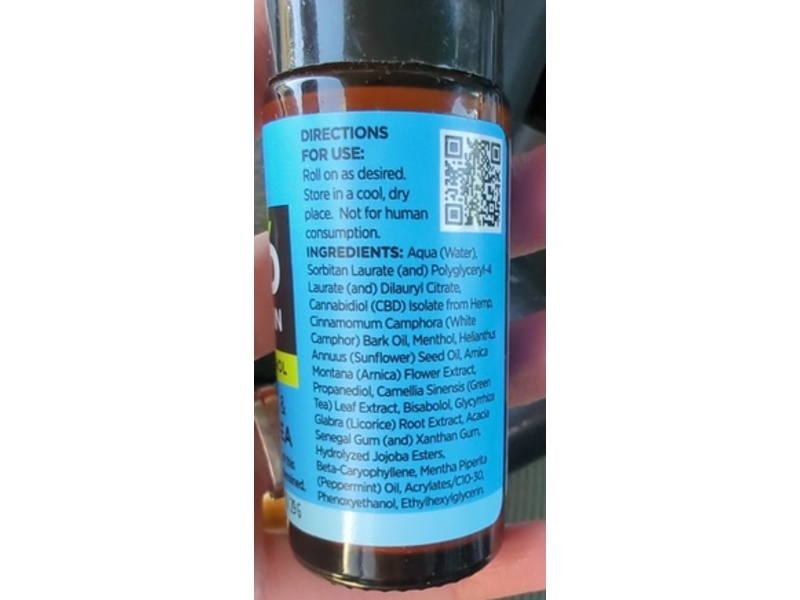 DIRECTIONS
FOR USE:
Roll on as desired.
Store in a cool, dry
place. Not for human
consumption.
INGREDIENTS: Aqua (Water),
Sorbitan Laurate (and) Polyglyceryl-4
Laurate (and) Dilauryl Citrate,
Cannabidiol (CBD) Isolate from Hemp,
Cinnamomum Camphora (White
Camphor) Bark Oil, Menthol, Helianthus
Annuus (Sunflower) Seed Oil, Arnica
Montana (Arnica) Flower Extract,
Propanediol, Camellia Sinensis (Green
Tea) Leaf Extract, Bisabolol, Glycyrrhiza
Glabra (Licorice) Root Extract, Acacia
Senegal Gum (and) Xanthan Gum,
Hydrolyzed Jojoba Esters,
Beta-Caryophyllene, Mentha Piperita
(Peppermint) Oil, Acrylates/C10-30,
Phenoxyethanol, Ethylhexylglycerin.
&